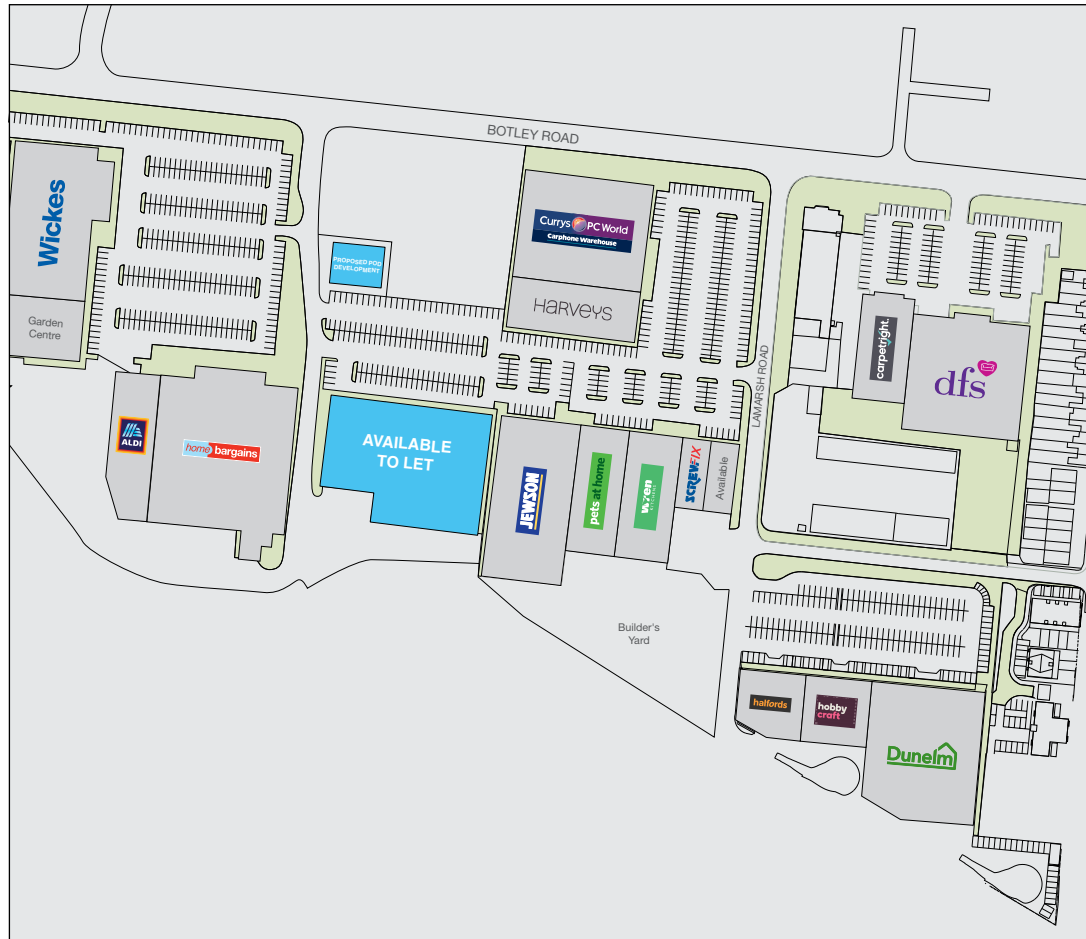 BOTLEY ROAD
Wickes
Garden
Centre
PROPOSED POD
DEVELOPMENT
Currys PC World
Carphone Warehouse
HARVEYS
LAMARSH ROAD
carpetright.
dfs
ALDI
home bargains
AVAILABLE
TO LET
JEWSON
pets at home
wren
KITCHENS
SCREWFIX
Available
Builder's
Yard
halfords
hobby
craft
Dunelm